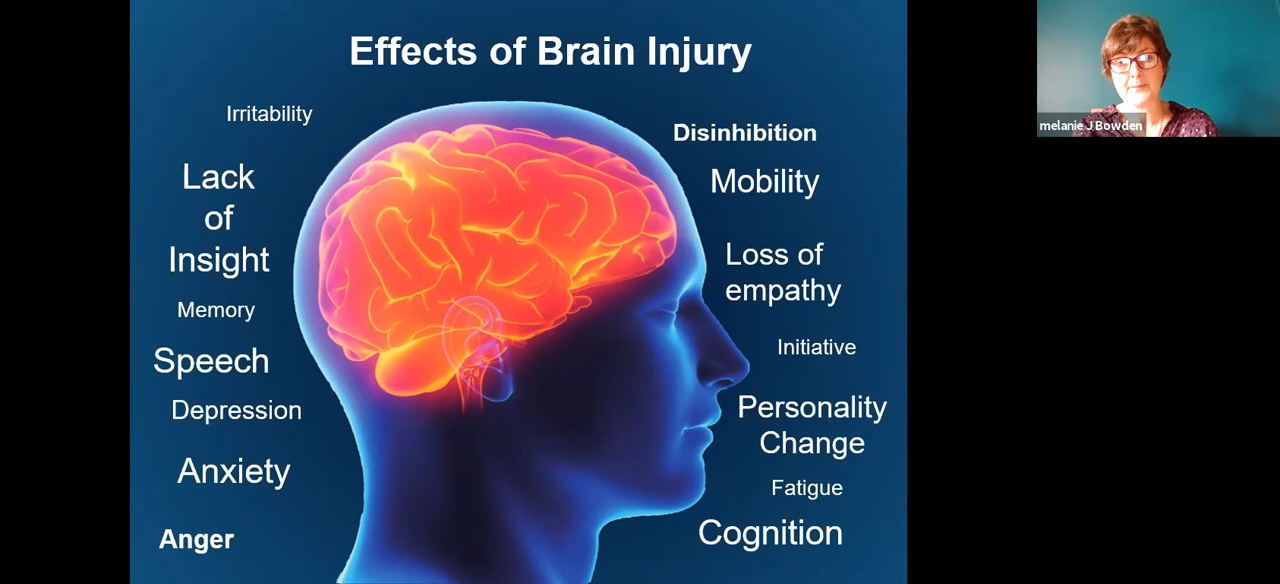 Effects of Brain Injury
Irritability
Lack
of
Insight
Memory
Speech
Depression
Anxiety
Anger
Disinhibition
Mobility
Loss of
empathy
Initiative
Personality
Change
Fatigue
Cognition
melanie J Bowden